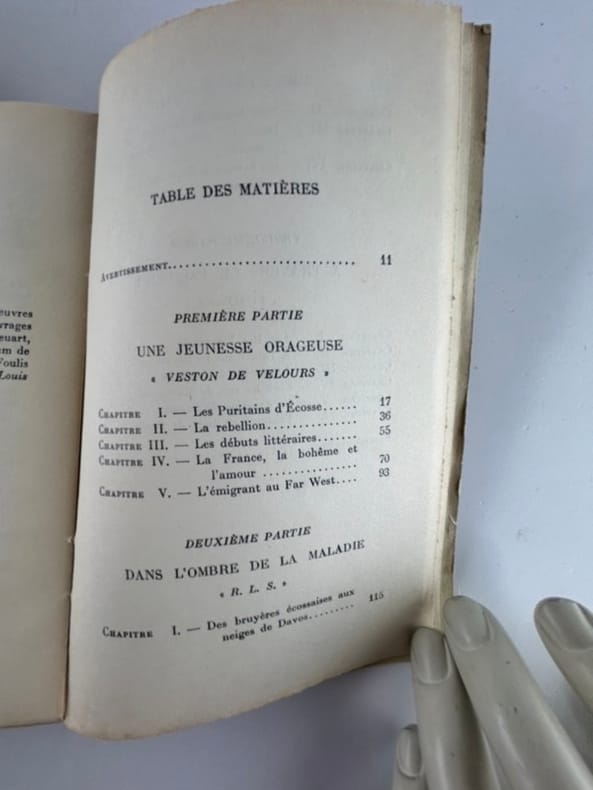 euvres
vrages
euart,
em de
Foulis
Louis
TABLE DES MATIÈRES
AVERTISSEMENT.............................. 11
PREMIÈRE PARTIE
UNE JEUNESSE ORAGEUSE
« VESTON DE VELOURS »
CHAPITRE I. — Les Puritains d'Écosse...... 17
CHAPITRE II. — La rebellion............... 36
CHAPITRE III. — Les débuts littéraires....... 55
CHAPITRE IV. — La France, la bohême et
l'amour ................ 70
CHAPITRE V. — L'émigrant au Far West.... 93
DEUXIÈME PARTIE
DANS L'OMBRE DE LA MALADIE
« R. L. S. »
CHAPITRE I. — Des bruyères écossaises aux
neiges de Davos......... 115